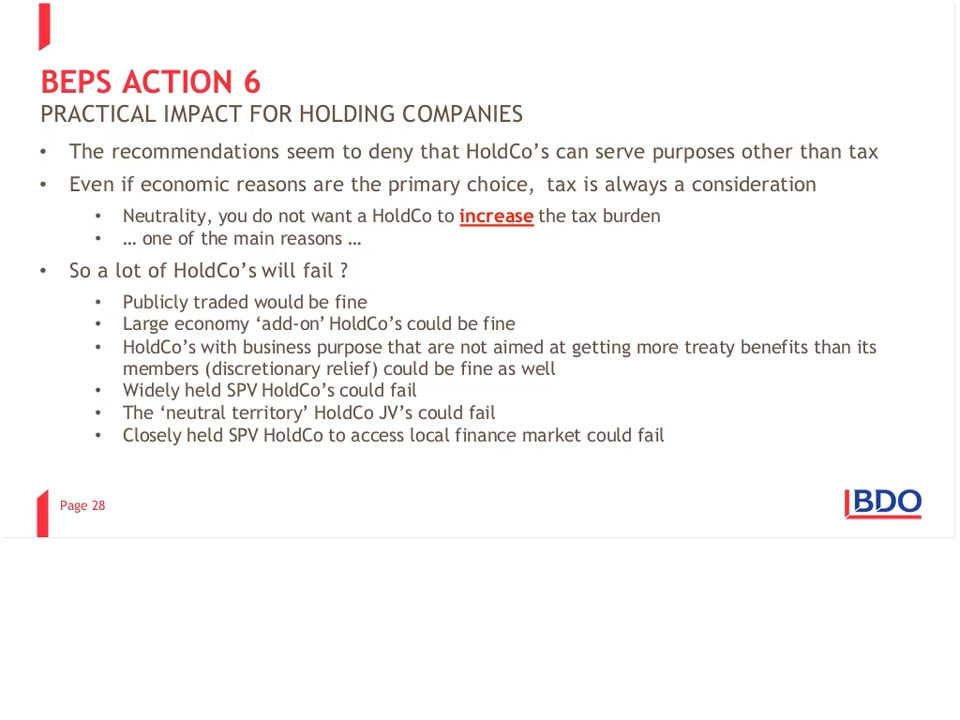 BEPS ACTION 6
PRACTICAL IMPACT FOR HOLDING COMPANIES
• The recommendations seem to deny that HoldCo’s can serve purposes other than tax
• Even if economic reasons are the primary choice, tax is always a consideration
• Neutrality, you do not want a HoldCo to increase the tax burden
• … one of the main reasons …
• So a lot of HoldCo’s will fail ?
• Publicly traded would be fine
• Large economy ‘add-on’ HoldCo’s could be fine
• HoldCo’s with business purpose that are not aimed at getting more treaty benefits than its
members (discretionary relief) could be fine as well
• Widely held SPV HoldCo’s could fail
• The ‘neutral territory’ HoldCo JV’s could fail
• Closely held SPV HoldCo to access local finance market could fail
Page 28
BDO